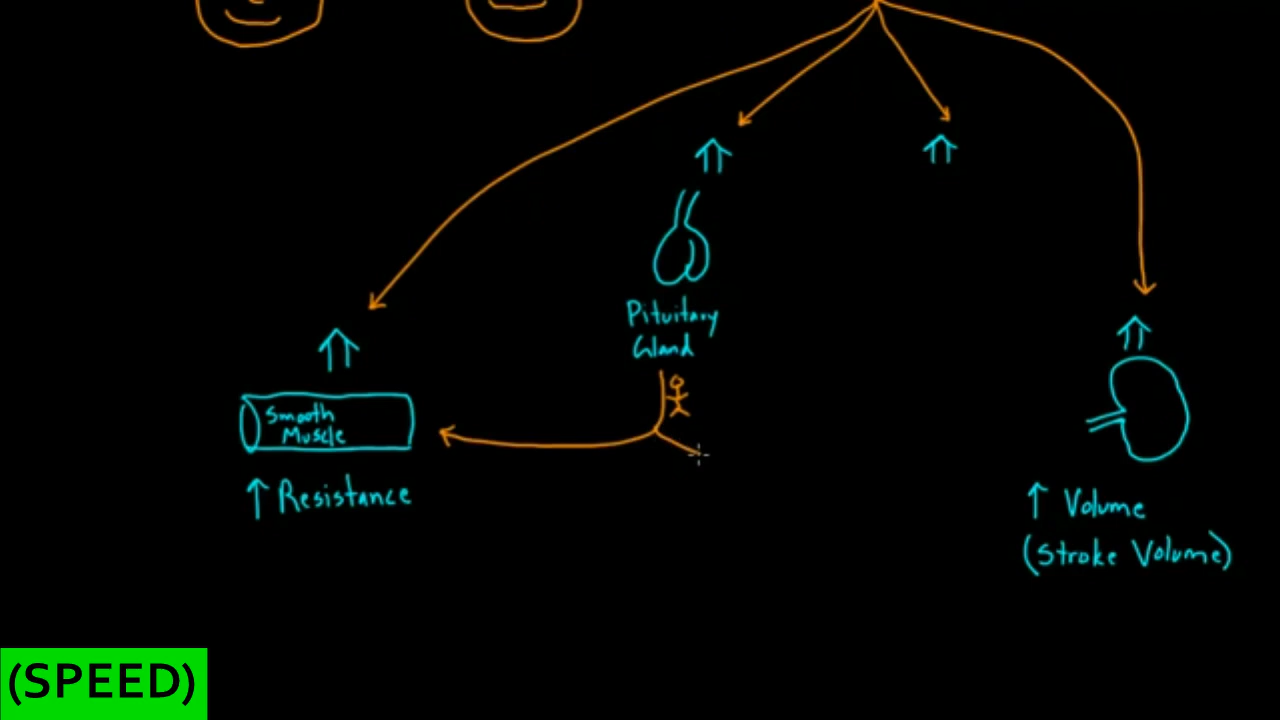 Pituitary
Gland
Smooth
Muscle
↑ Resistance
↑ Volume
(Stroke Volume)
(SPEED)